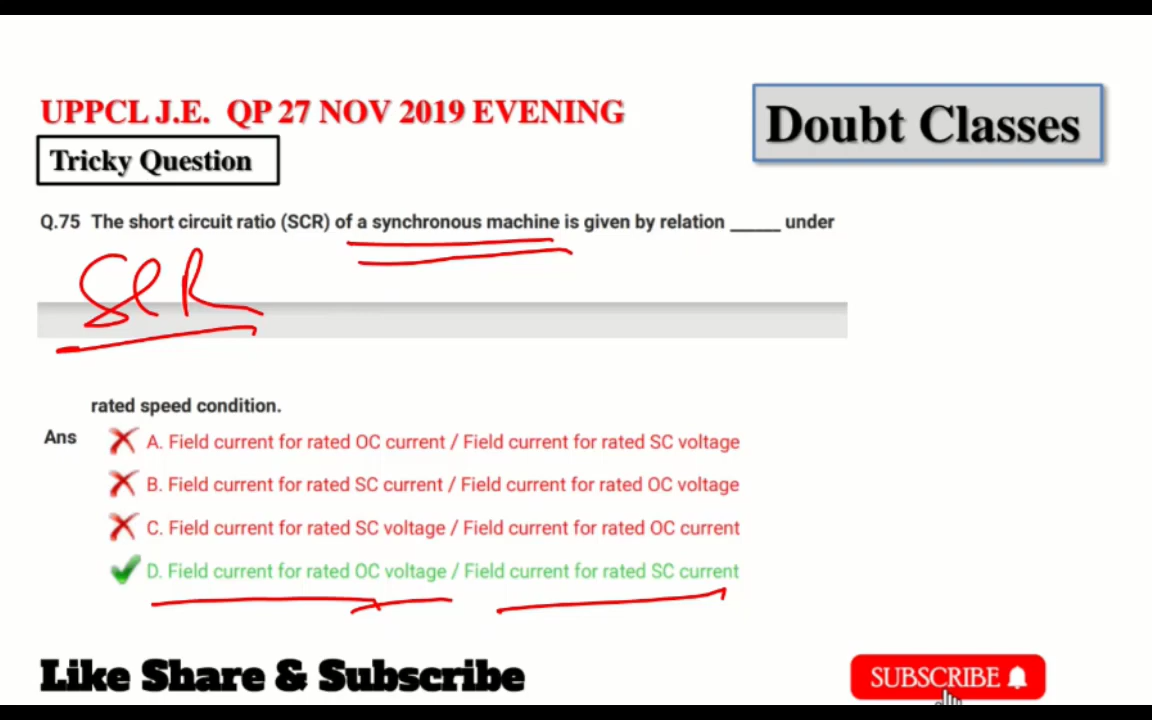 UPPCL J.E. QP 27 NOV 2019 EVENING
Doubt Classes
Tricky Question
Q.75 The short circuit ratio (SCR) of a synchronous machine is given by relation _____ under
SCR
rated speed condition.
Ans
A. Field current for rated OC current / Field current for rated SC voltage
B. Field current for rated SC current / Field current for rated OC voltage
C. Field current for rated SC voltage / Field current for rated OC current
D. Field current for rated OC voltage / Field current for rated SC current
Like Share & Subscribe
SUBSCRIBE